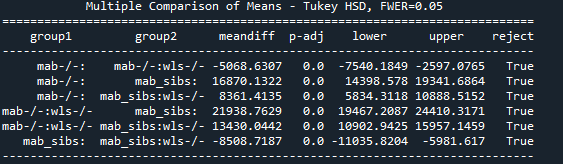 Multiple Comparison of Means - Tukey HSD, FWER=0.05
====================================================================
group1 group2 meandiff p-adj lower upper reject
--------------------------------------------------------------------
mab-/-: mab-/-:wls-/- -5068.6307 0.0 -7540.1849 -2597.0765 True
mab-/-: mab_sibs: 16870.1322 0.0 14398.578 19341.6864 True
mab-/-: mab_sibs:wls-/- 8361.4135 0.0 5834.3118 10888.5152 True
mab-/-:wls-/- mab_sibs: 21938.7629 0.0 19467.2087 24410.3171 True
mab-/-:wls-/- mab_sibs:wls-/- 13430.0442 0.0 10902.9425 15957.1459 True
mab_sibs: mab_sibs:wls-/- -8508.7187 0.0 -11035.8204 -5981.617 True
--------------------------------------------------------------------